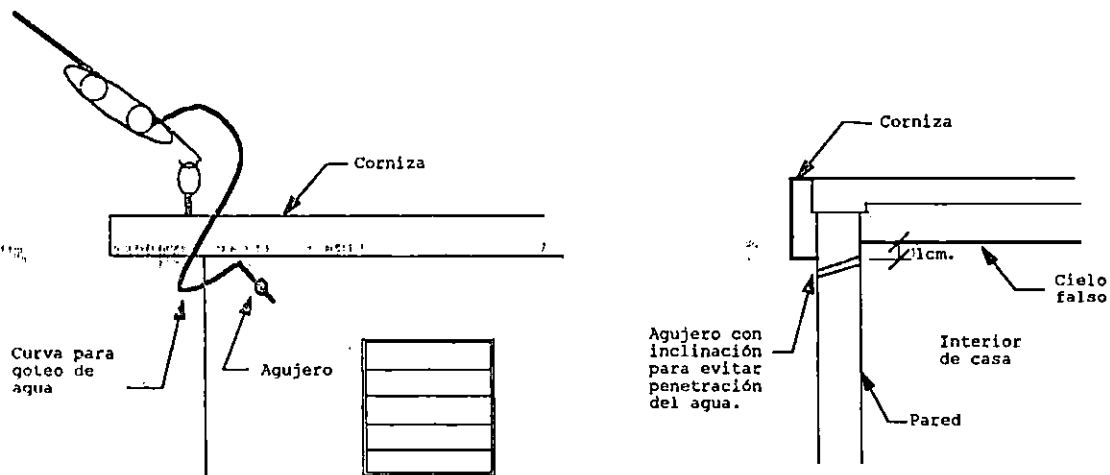 Corniza
Curva para
goteo de
agua
Agujero
Corniza
1cm.
Cielo
falso
Agujero con
inclinación
para evitar
penetración
del agua.
Interior
de casa
Pared